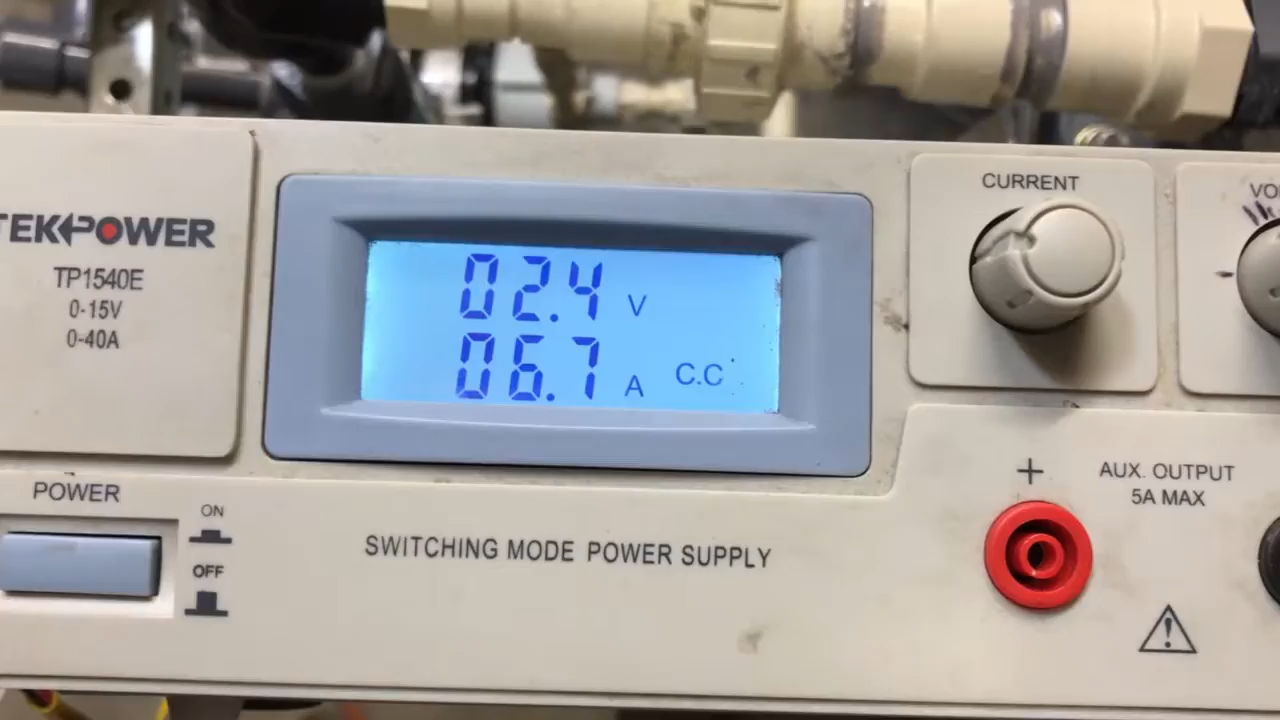 TEKPOWER
TP1540E
0-15V
0-40A
02.4 V
06.7 A C.C
CURRENT
POWER
ON
OFF
SWITCHING MODE POWER SUPPLY
+
AUX. OUTPUT
5A MAX